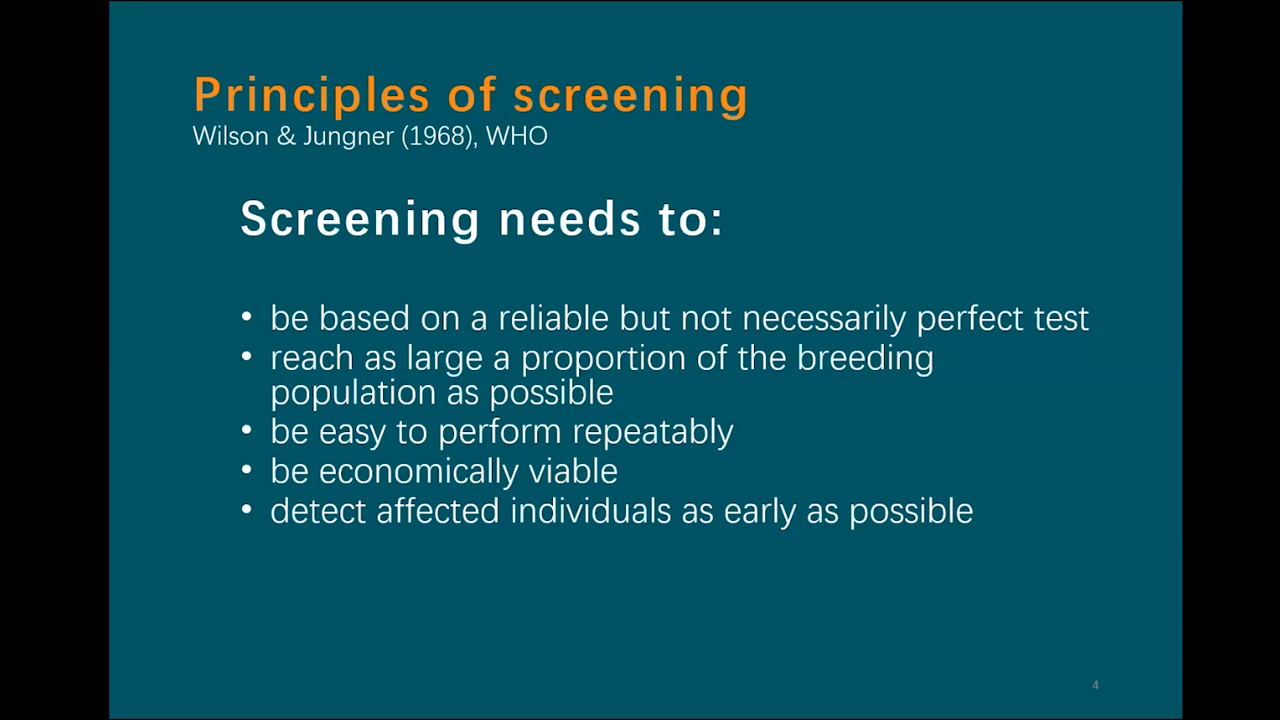 Principles of screening
Wilson & Jungner (1968), WHO
Screening needs to:
• be based on a reliable but not necessarily perfect test
• reach as large a proportion of the breeding
population as possible
• be easy to perform repeatably
• be economically viable
• detect affected individuals as early as possible
4